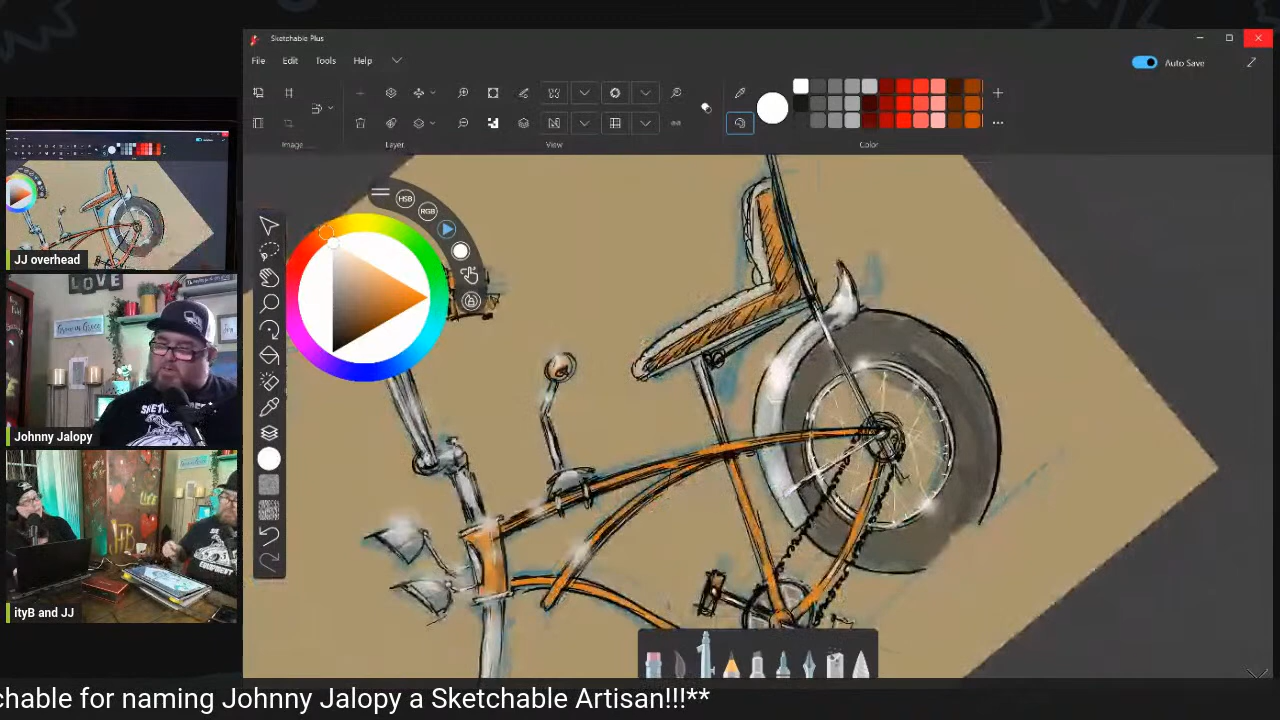 Sketchable Plus
File Edit Tools Help
Auto Save
Image
Layer
View
Color
HSB
RGB
JJ overhead
LOVE
Johnny Jalopy
ityB and JJ
chable for naming Johnny Jalopy a Sketchable Artisan!!!**